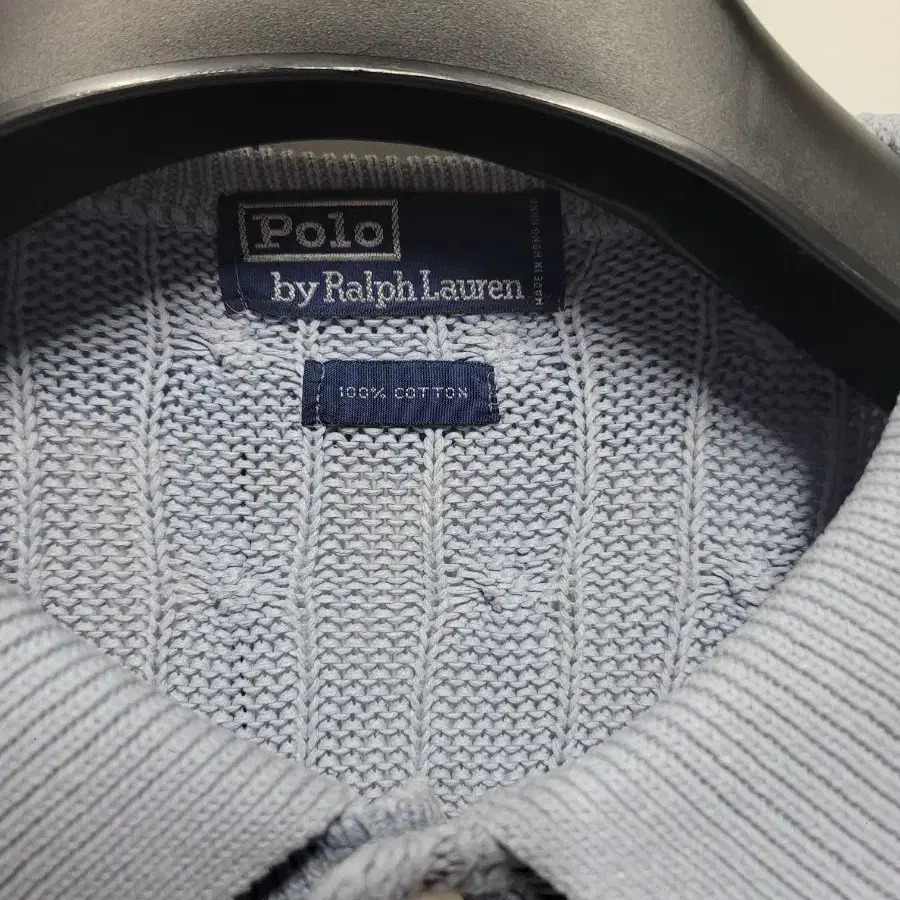 Polo
by Ralph Lauren
MADE IN HONG KONG
100% COTTON